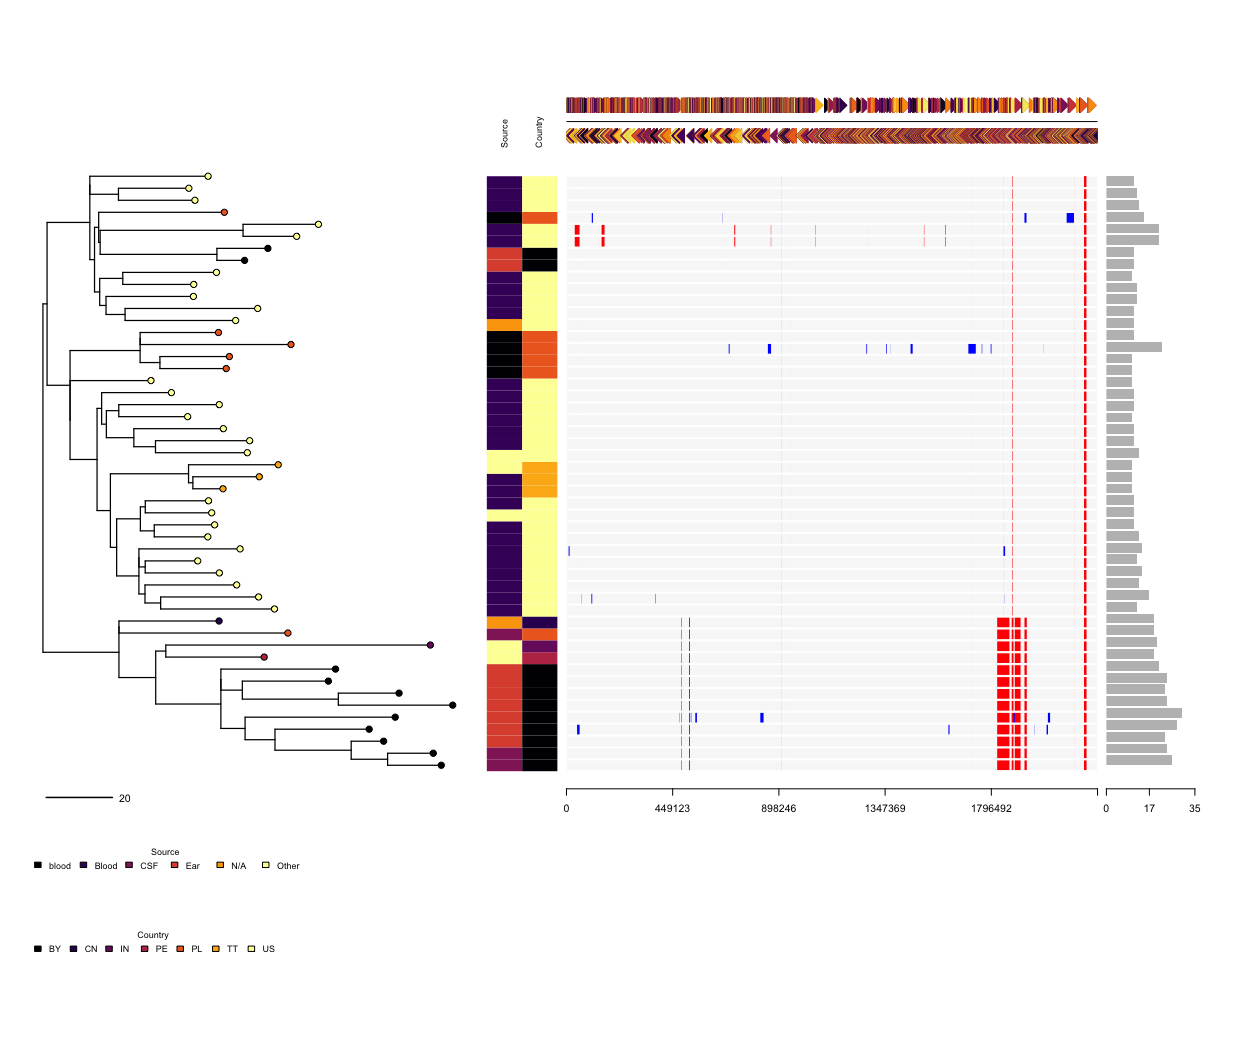 Source
Country
20
0 449123 898246 1347369 1796492
0 17 35
Source
blood Blood CSF Ear N/A Other
Country
BY CN IN PE PL TT US